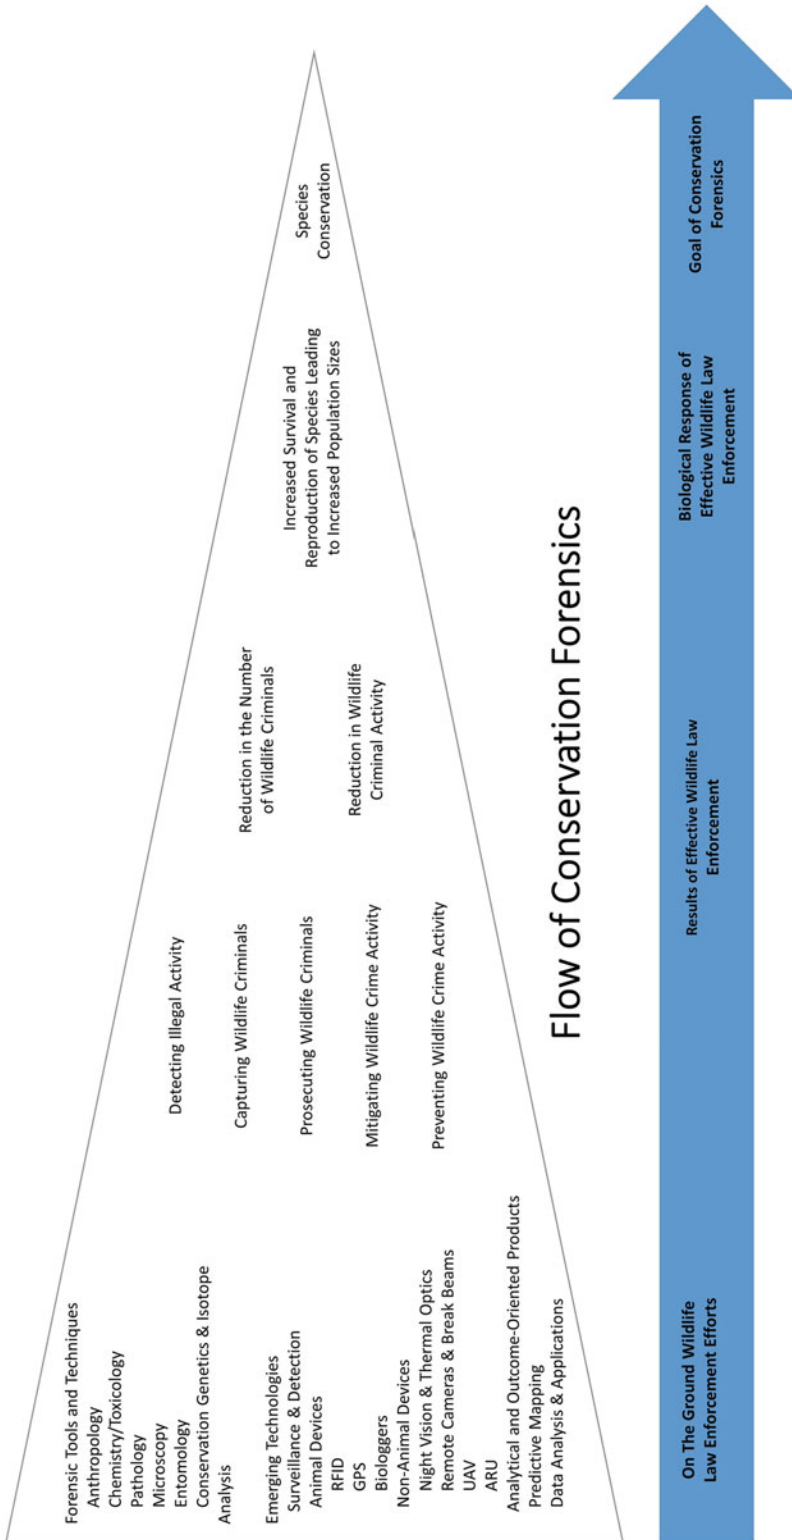 Forensic Tools and Techniques
Anthropology
Chemistry/Toxicology
Pathology
Microscopy
Entomology
Conservation Genetics & Isotope
Analysis
Emerging Technologies
Surveillance & Detection
Animal Devices
RFID
GPS
Biologgers
Non-Animal Devices
Night Vision & Thermal Optics
Remote Cameras & Break Beams
UAV
ARU
Analytical and Outcome-Oriented Products
Predictive Mapping
Data Analysis & Applications
Detecting Illegal Activity
Capturing Wildlife Criminals
Prosecuting Wildlife Criminals
Mitigating Wildlife Crime Activity
Preventing Wildlife Crime Activity
Reduction in the Number
of Wildlife Criminals
Reduction in Wildlife
Criminal Activity
Increased Survival and
Reproduction of Species Leading
to Increased Population Sizes
Species
Conservation
Flow of Conservation Forensics
On The Ground Wildlife
Law Enforcement Efforts
Results of Effective Wildlife Law
Enforcement
Biological Response of
Effective Wildlife Law
Enforcement
Goal of Conservation
Forensics